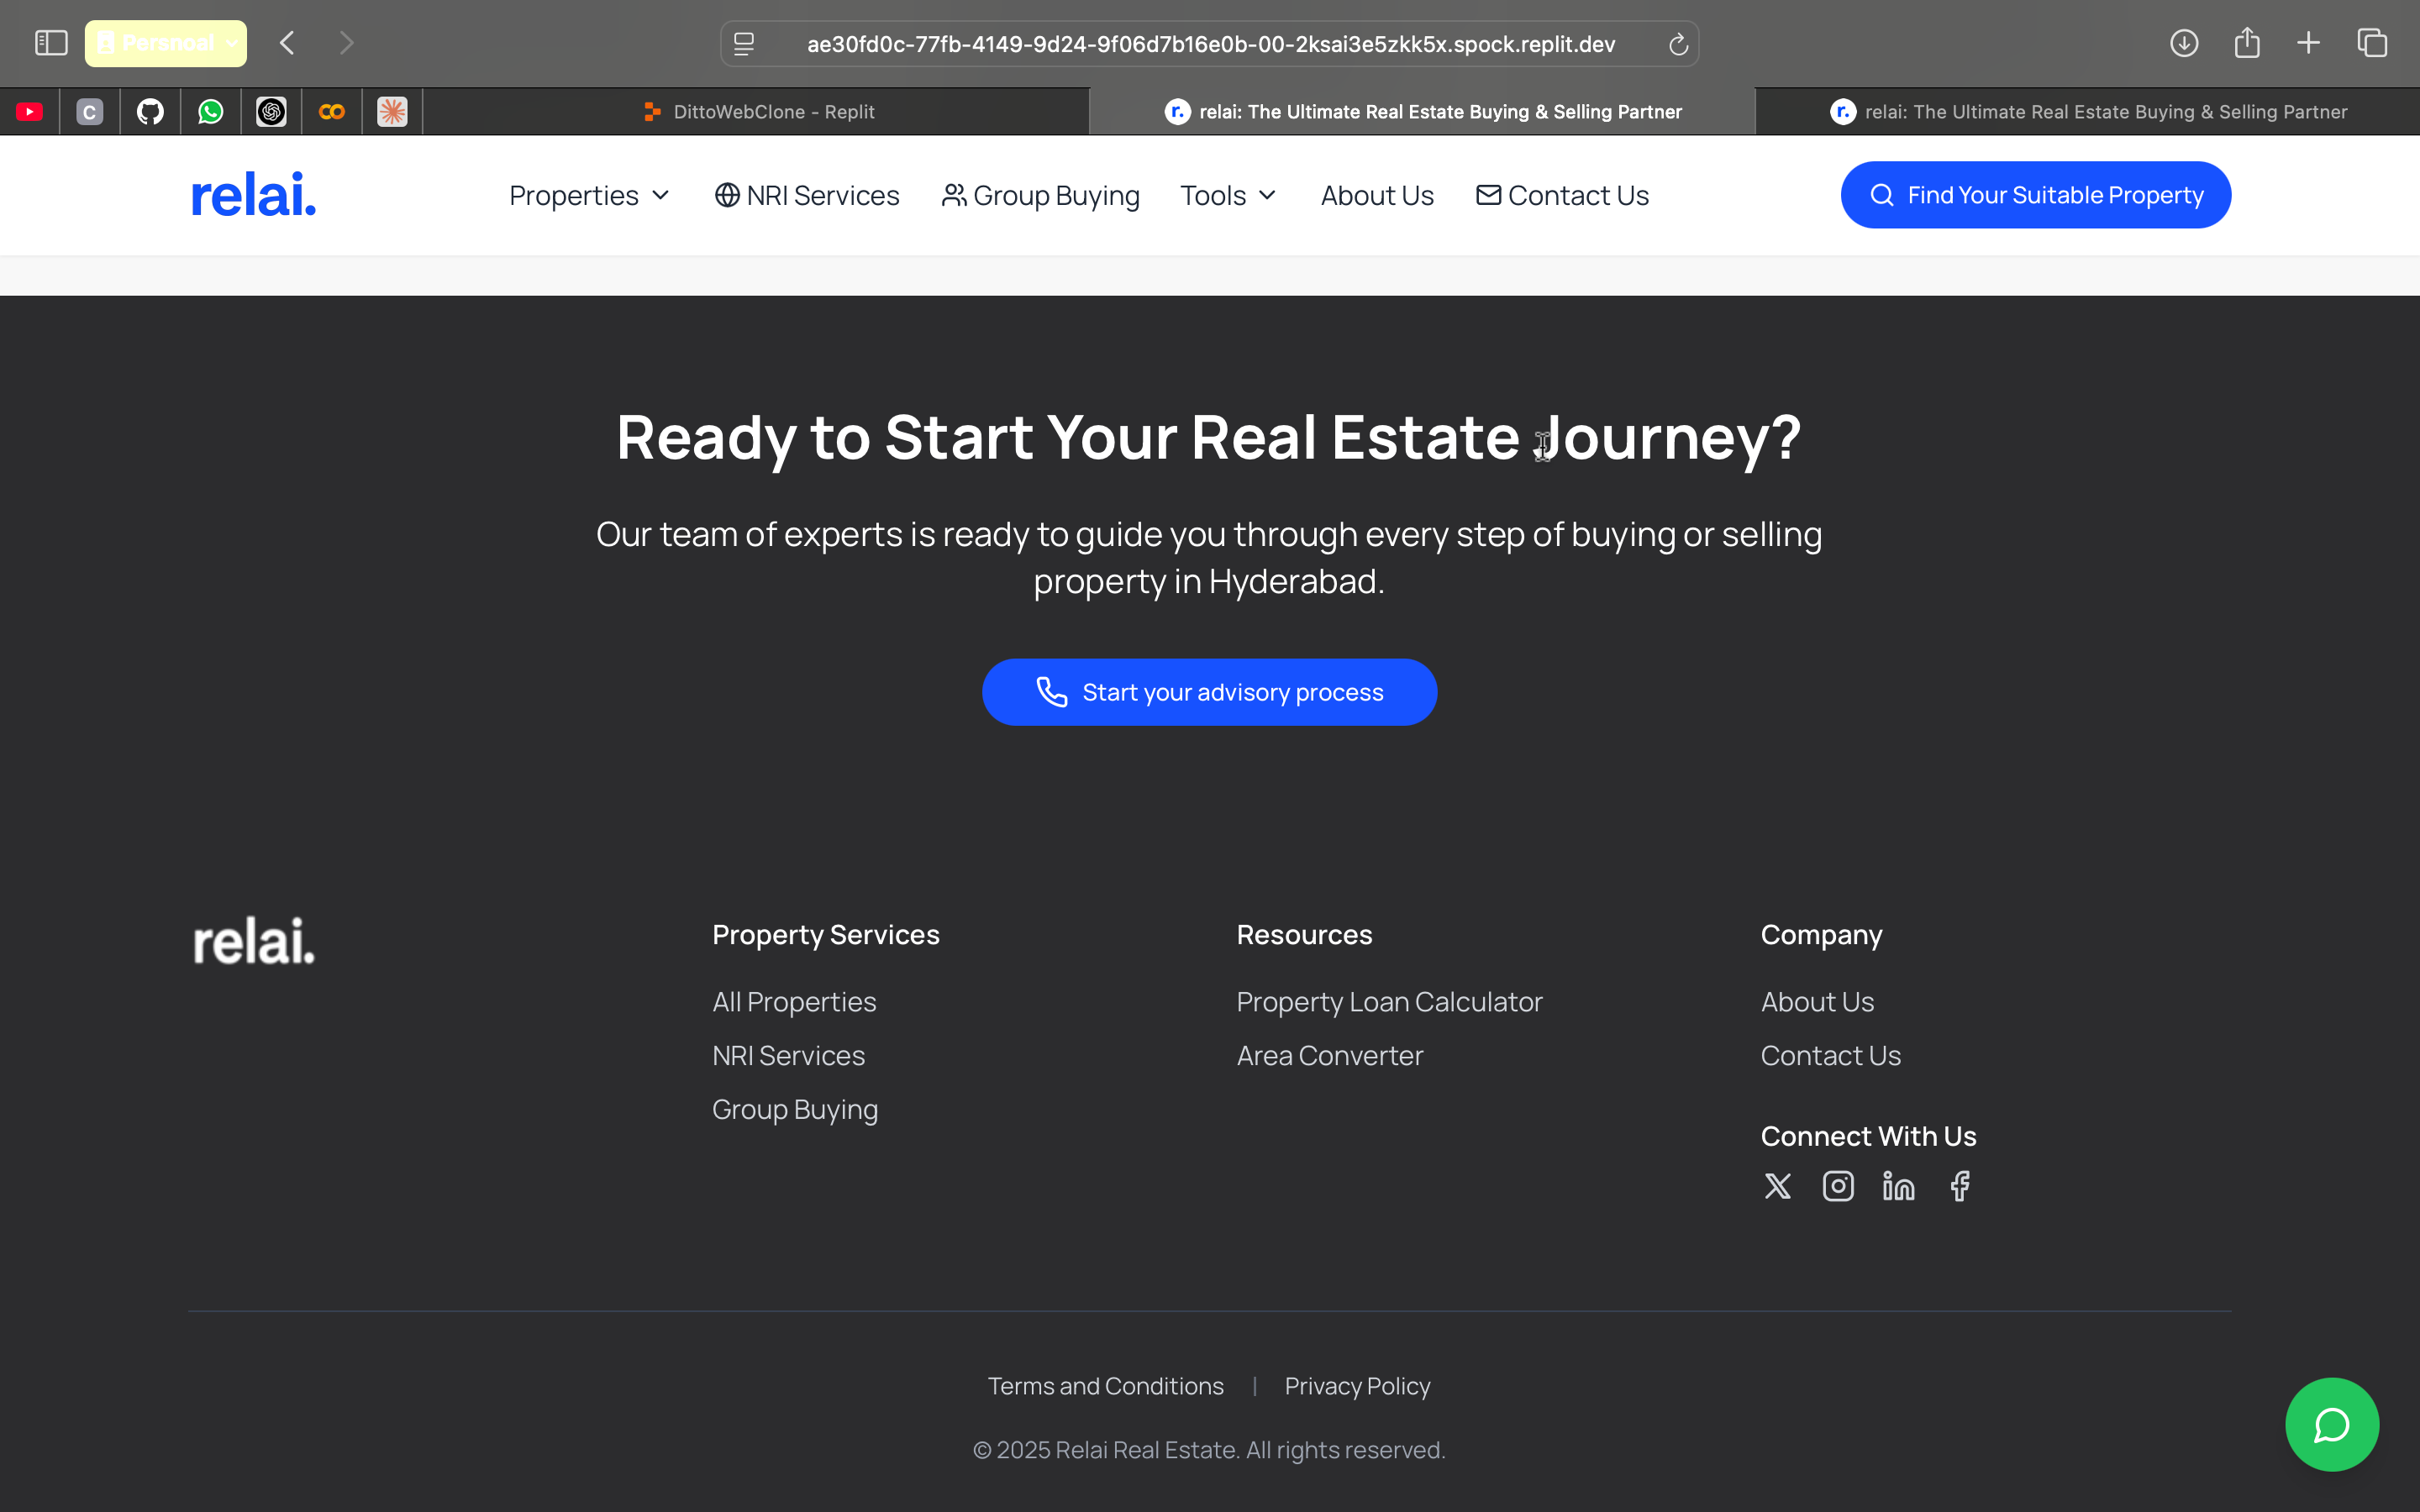 Persnoal
ae30fd0c-77fb-4149-9d24-9f06d7b16e0b-00-2ksai3e5zkk5x.spock.replit.dev
C
DittoWebClone - Replit
r. relai: The Ultimate Real Estate Buying & Selling Partner
r. relai: The Ultimate Real Estate Buying & Selling Partner
relai.
Properties
NRI Services
Group Buying
Tools
About Us
Contact Us
Find Your Suitable Property
Ready to Start Your Real Estate Journey?
Our team of experts is ready to guide you through every step of buying or selling
property in Hyderabad.
Start your advisory process
relai.
Property Services
All Properties
NRI Services
Group Buying
Resources
Property Loan Calculator
Area Converter
Company
About Us
Contact Us
Connect With Us
Terms and Conditions | Privacy Policy
© 2025 Relai Real Estate. All rights reserved.